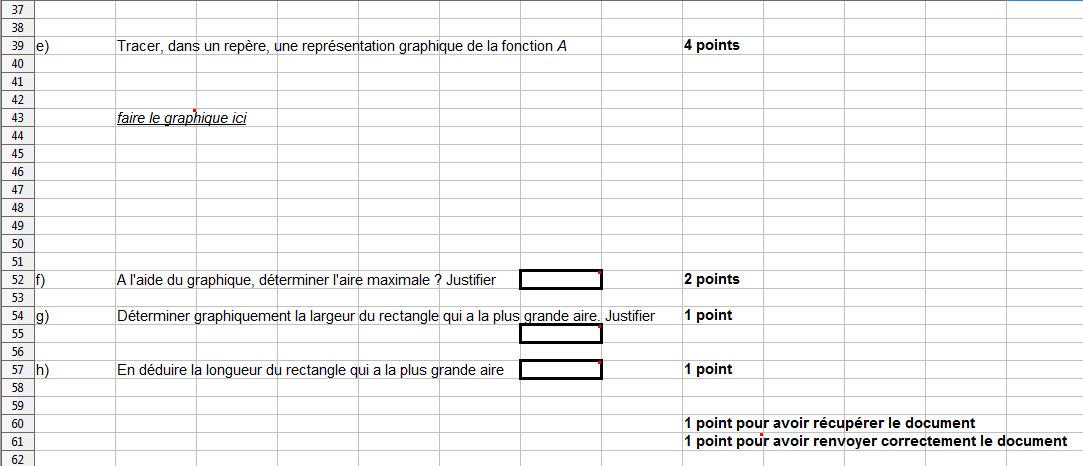 37
38
39 e) Tracer, dans un repère, une représentation graphique de la fonction A 4 points
40
41
42
43 faire le graphique ici
44
45
46
47
48
49
50
51
52 f) A l'aide du graphique, déterminer l'aire maximale ? Justifier 2 points
53
54 g) Déterminer graphiquement la largeur du rectangle qui a la plus grande aire. Justifier 1 point
55
56
57 h) En déduire la longueur du rectangle qui a la plus grande aire 1 point
58
59
60 1 point pour avoir récupérer le document
61 1 point pour avoir renvoyer correctement le document
62